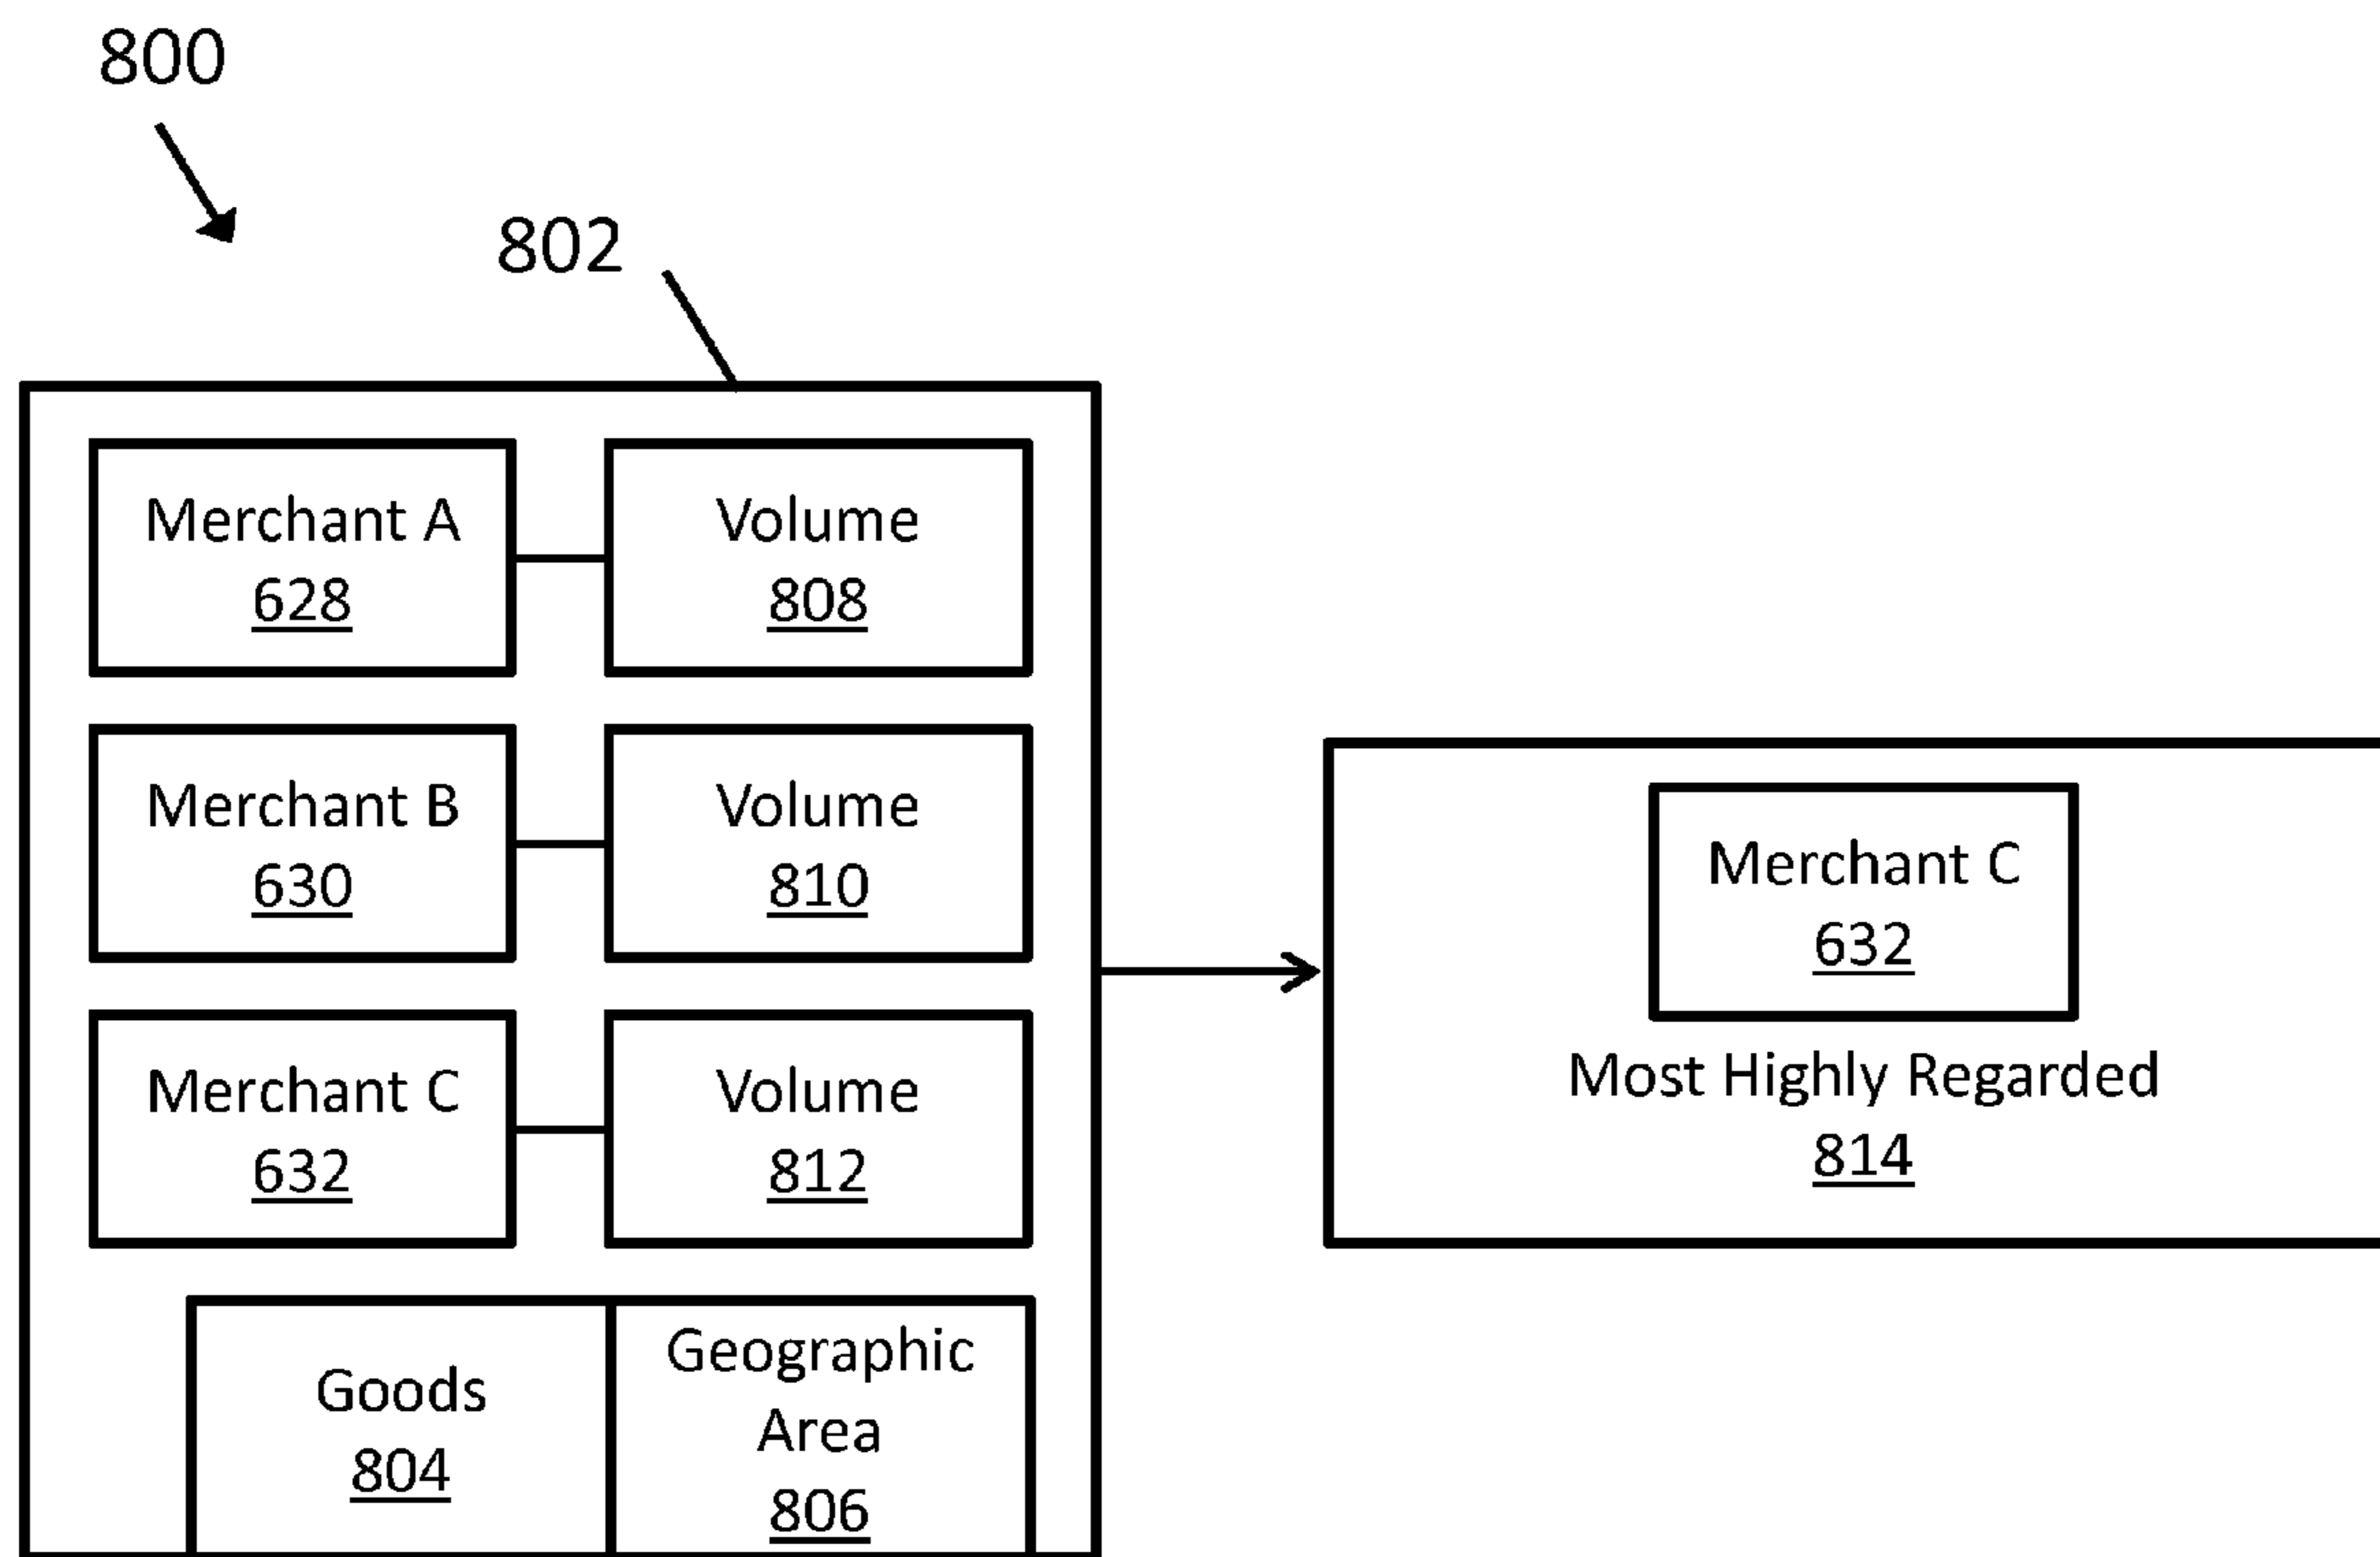 800
802
Merchant A
628
Volume
808
Merchant B
630
Volume
810
Merchant C
632
Volume
812
Goods
804
Geographic
Area
806
Merchant C
632
Most Highly Regarded
814